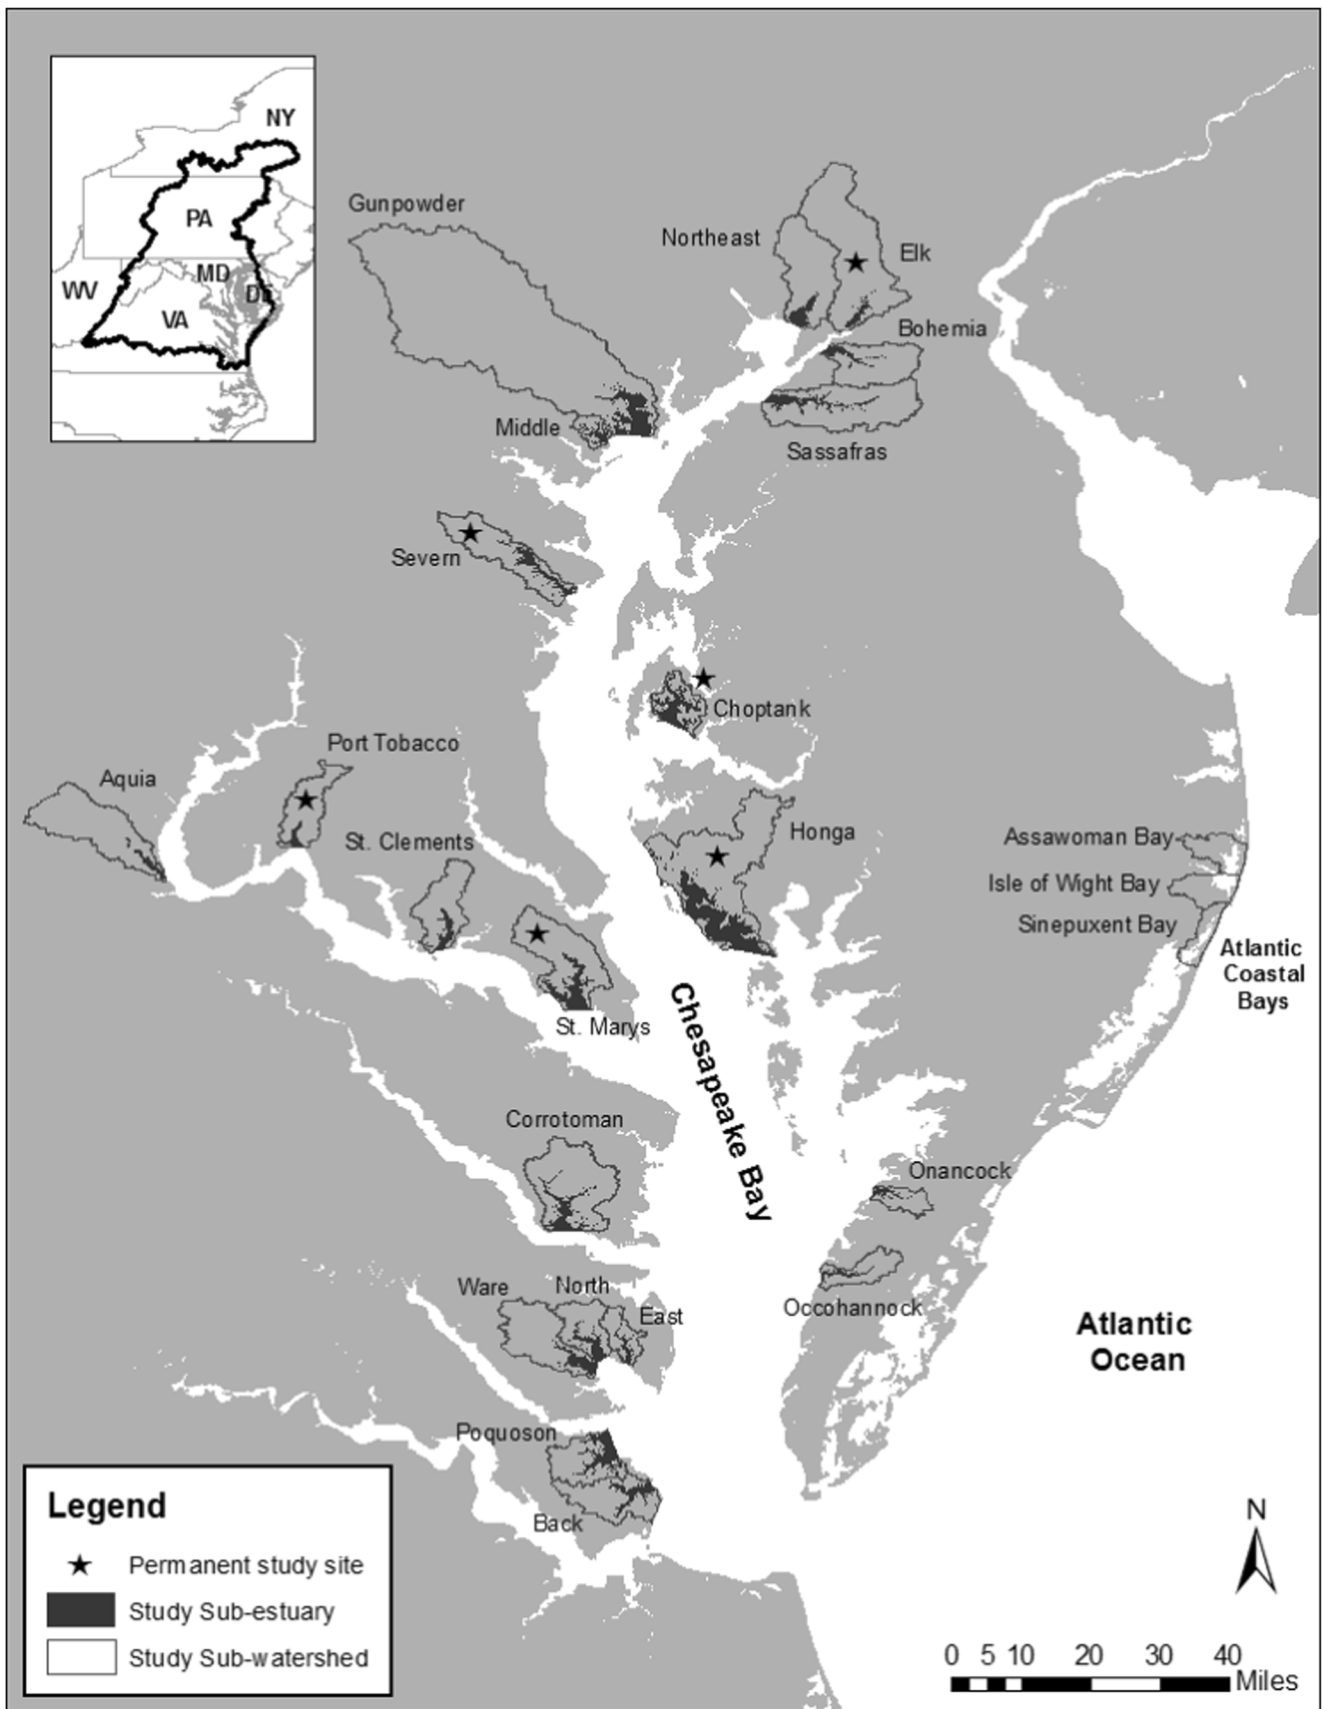 NY
PA
MD
WV
DE
VA
Gunpowder
Northeast
Elk
Bohemia
Middle
Sassafras
Severn
Choptank
Port Tobacco
Aquia
Honga
St. Clements
Assawoman Bay
Isle of Wight Bay
Sinepuxent Bay
Atlantic
Coastal
Bays
St. Marys
Chesapeake Bay
Corrotoman
Onancock
Ware
North
East
Occohannock
Atlantic
Ocean
Poquoson
Back
Legend
Permanent study site
Study Sub-estuary
Study Sub-watershed
N
0 5 10 20 30 40
Miles